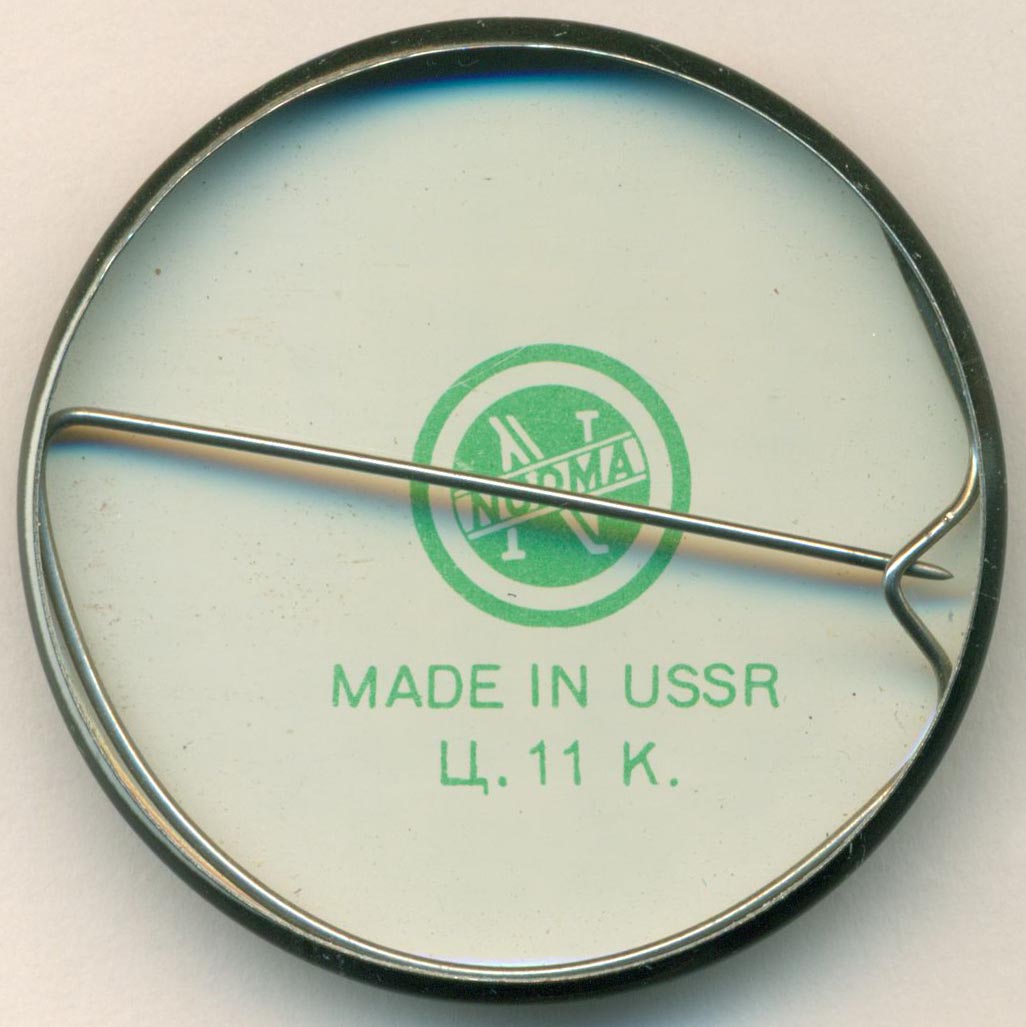 NORMA
MADE IN USSR
Ц. 11 К.